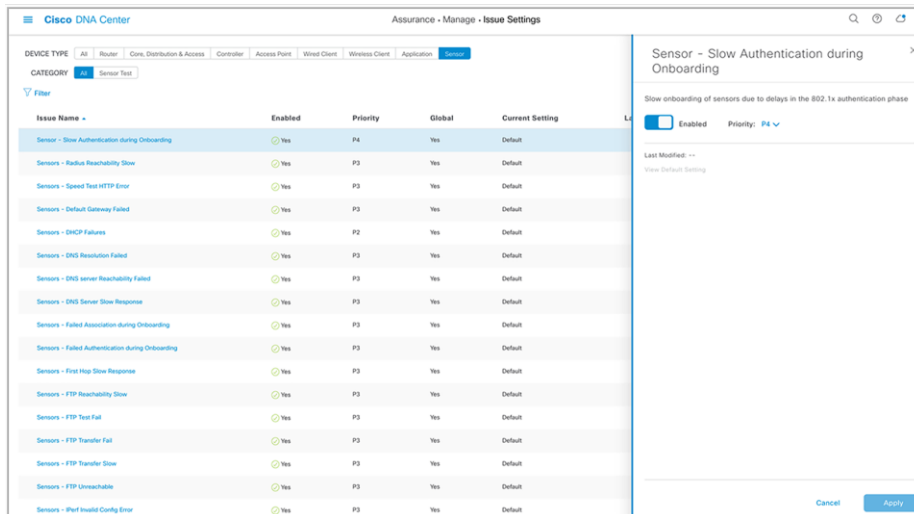 Cisco DNA Center
Assurance • Manage • Issue Settings
DEVICE TYPE All Router Core, Distribution & Access Controller Access Point Wired Client Wireless Client Application Sensor
CATEGORY All Sensor Test
Filter
Issue Name Enabled Priority Global Current Setting La
Sensor - Slow Authentication during Onboarding Yes P4 Yes Default
Sensors - Radius Reachability Slow Yes P3 Yes Default
Sensors - Speed Test HTTP Error Yes P3 Yes Default
Sensors - Default Gateway Failed Yes P3 Yes Default
Sensors - DHCP Failures Yes P2 Yes Default
Sensors - DNS Resolution Failed Yes P3 Yes Default
Sensors - DNS server Reachability Failed Yes P3 Yes Default
Sensors - DNS Server Slow Response Yes P3 Yes Default
Sensors - Failed Association during Onboarding Yes P3 Yes Default
Sensors - Failed Authentication during Onboarding Yes P3 Yes Default
Sensors - First Hop Slow Response Yes P3 Yes Default
Sensors - FTP Reachability Slow Yes P3 Yes Default
Sensors - FTP Test Fail Yes P3 Yes Default
Sensors - FTP Transfer Fail Yes P3 Yes Default
Sensors - FTP Transfer Slow Yes P3 Yes Default
Sensors - FTP Unreachable Yes P3 Yes Default
Sensors - IPerf Invalid Config Error Yes P3 Yes Default
Sensor - Slow Authentication during
Onboarding
Slow onboarding of sensors due to delays in the 802.1x authentication phase
Enabled Priority: P4
Last Modified: --
View Default Setting
Cancel Apply